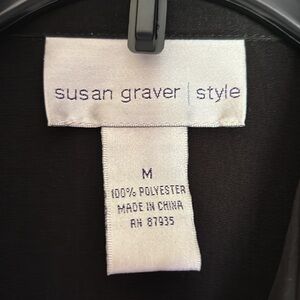 susan graver | style
M
100% POLYESTER
MADE IN CHINA
RN 87935